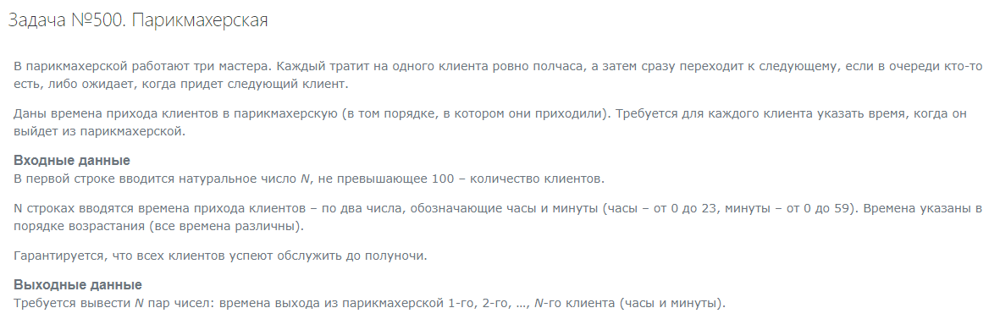 Задача №500. Парикмахерская
В парикмахерской работают три мастера. Каждый тратит на одного клиента ровно полчаса, а затем сразу переходит к следующему, если в очереди кто-то
есть, либо ожидает, когда придет следующий клиент.
Даны времена прихода клиентов в парикмахерскую (в том порядке, в котором они приходили). Требуется для каждого клиента указать время, когда он
выйдет из парикмахерской.
Входные данные
В первой строке вводится натуральное число N, не превышающее 100 – количество клиентов.
N строках вводятся времена прихода клиентов – по два числа, обозначающие часы и минуты (часы – от 0 до 23, минуты – от 0 до 59). Времена указаны в
порядке возрастания (все времена различны).
Гарантируется, что всех клиентов успеют обслужить до полуночи.
Выходные данные
Требуется вывести N пар чисел: времена выхода из парикмахерской 1-го, 2-го, …, N-го клиента (часы и минуты).